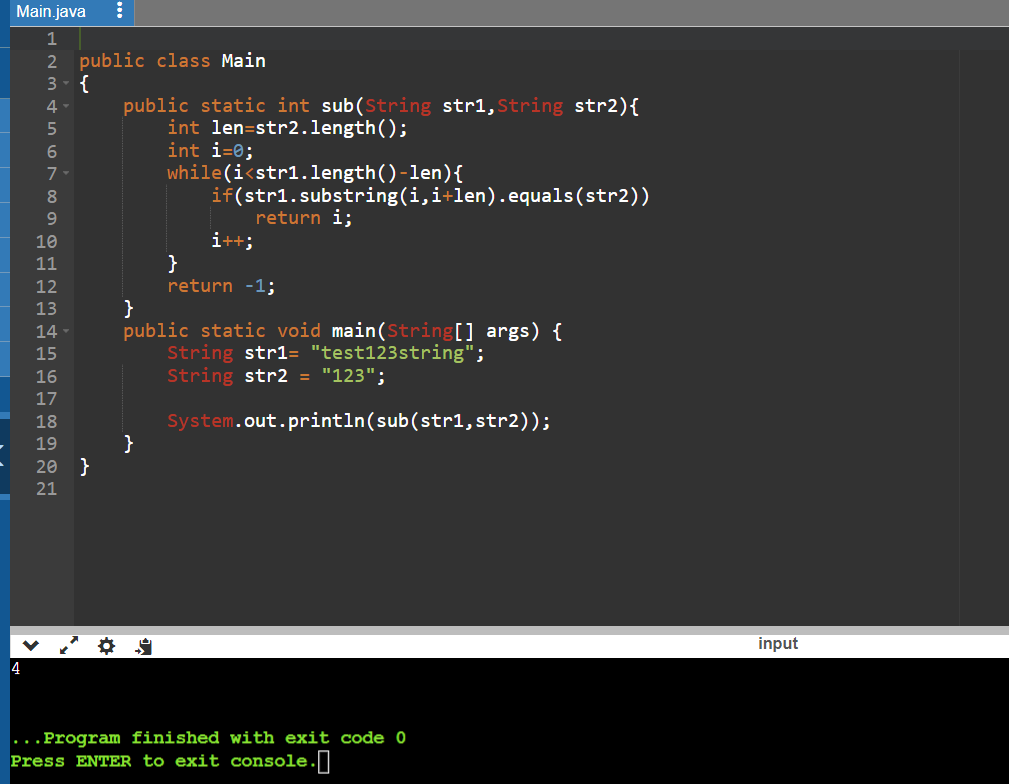 Main.java
1
2 public class Main
3 {
4     public static int sub(String str1,String str2){
5         int len=str2.length();
6         int i=0;
7         while(i<str1.length()-len){
8             if(str1.substring(i,i+len).equals(str2))
9                 return i;
10             i++;
11         }
12         return -1;
13     }
14     public static void main(String[] args) {
15         String str1= "test123string";
16         String str2 = "123";
17
18         System.out.println(sub(str1,str2));
19     }
20 }
21
input
4
...Program finished with exit code 0
Press ENTER to exit console.